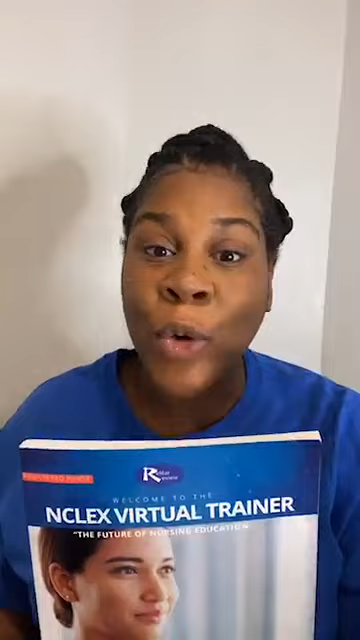 WELCOME TO THE
NCLEX VIRTUAL TRAINER
"THE FUTURE OF NURSING EDUCATION